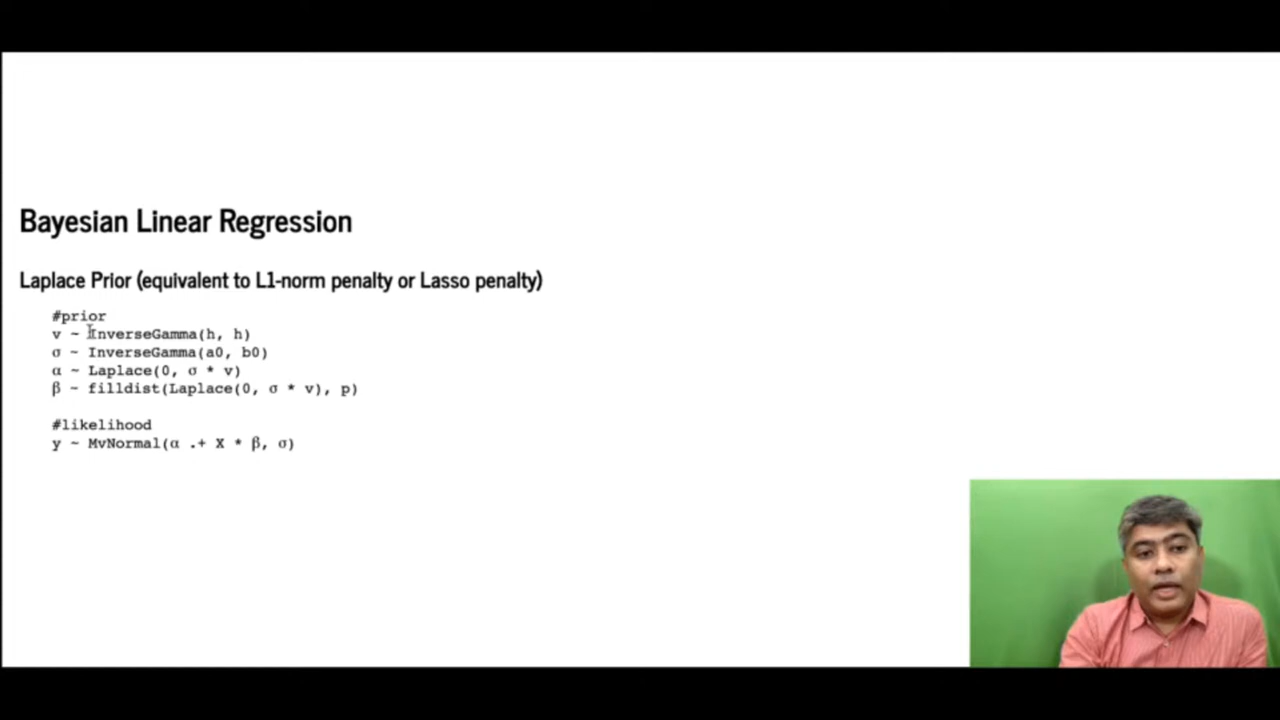 Bayesian Linear Regression
Laplace Prior (equivalent to L1-norm penalty or Lasso penalty)
#prior
v ~ InverseGamma(h, h)
σ ~ InverseGamma(a0, b0)
α ~ Laplace(0, σ * v)
β ~ filldist(Laplace(0, σ * v), p)
#likelihood
y ~ MvNormal(α .+ X * β, σ)